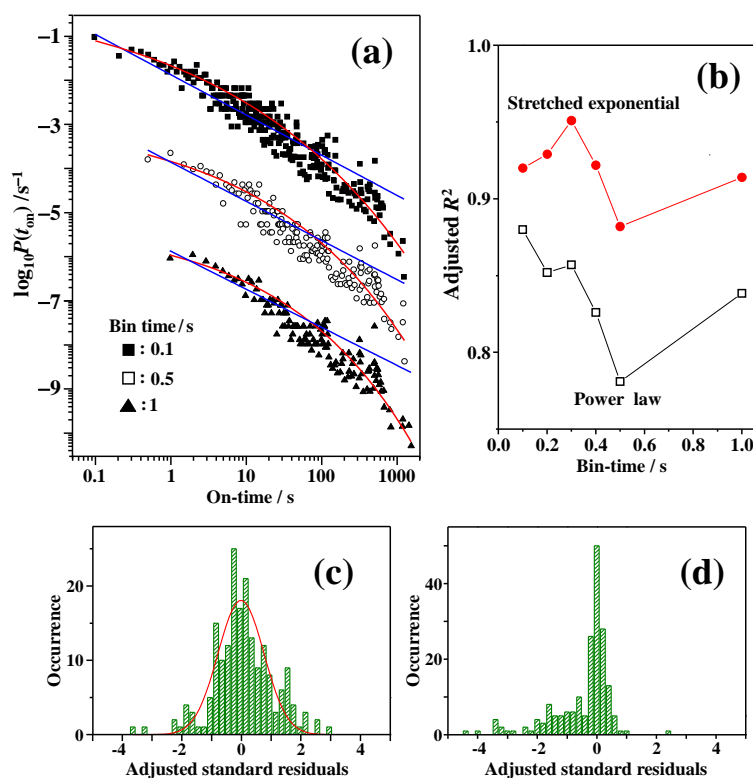 (a)
log₁₀P(tₒₙ) /s⁻¹
−1
−3
−5
−7
−9
Bin time / s
: 0.1
: 0.5
: 1
0.1 1 10 100 1000
On-time / s
(b)
Adjusted R²
1.0
0.9
0.8
Stretched exponential
Power law
0.0 0.2 0.4 0.6 0.8 1.0
Bin-time / s
(c)
Occurrence
20
10
0
-4 -2 0 2 4
Adjusted standard residuals
(d)
Occurrence
40
20
0
-4 -2 0 2 4
Adjusted standard residuals